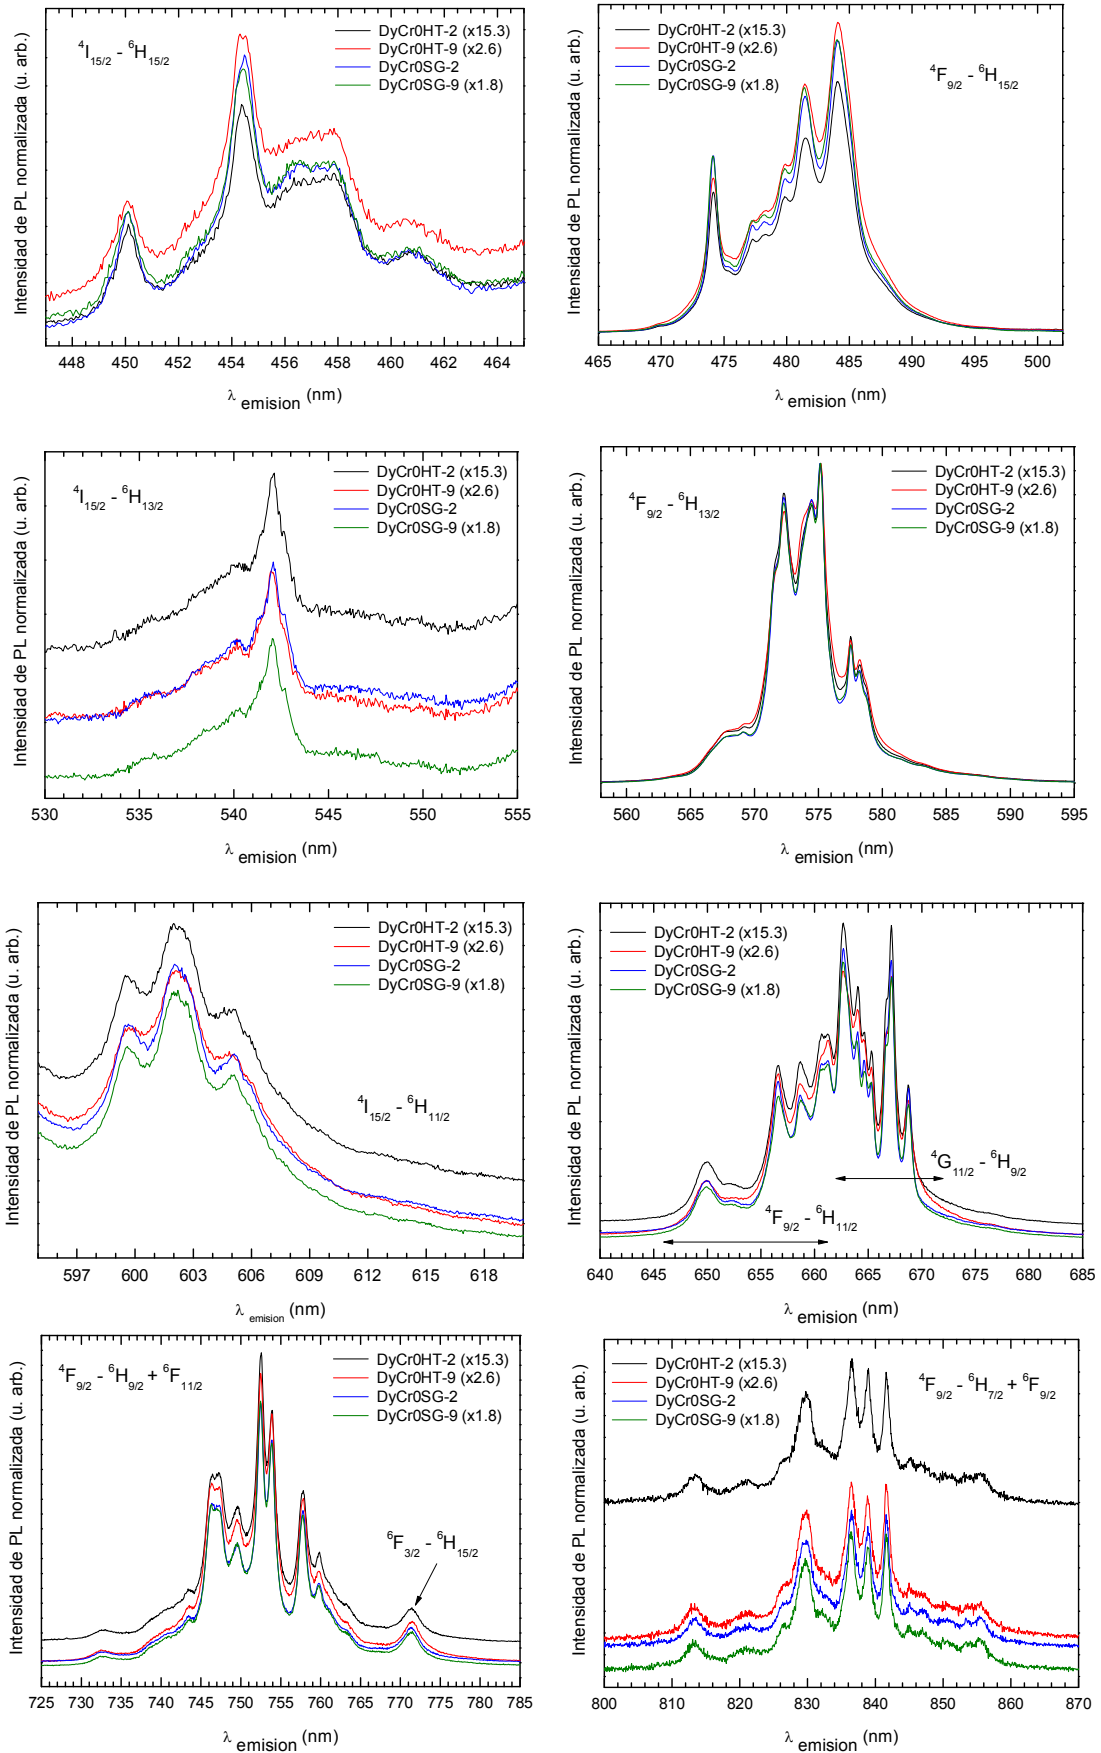 Intensidad de PL normalizada (u. arb.)
4I15/2 - 6H15/2
DyCr0HT-2 (x15.3)
DyCr0HT-9 (x2.6)
DyCr0SG-2
DyCr0SG-9 (x1.8)
448 450 452 454 456 458 460 462 464
λ emision (nm)
Intensidad de PL normalizada (u. arb.)
DyCr0HT-2 (x15.3)
DyCr0HT-9 (x2.6)
DyCr0SG-2
DyCr0SG-9 (x1.8)
4F9/2 - 6H15/2
465 470 475 480 485 490 495 500
λ emision (nm)
Intensidad de PL normalizada (u. arb.)
4I15/2 - 6H13/2
DyCr0HT-2 (x15.3)
DyCr0HT-9 (x2.6)
DyCr0SG-2
DyCr0SG-9 (x1.8)
530 535 540 545 550 555
λ emision (nm)
Intensidad de PL normalizada (u. arb.)
4F9/2 - 6H13/2
DyCr0HT-2 (x15.3)
DyCr0HT-9 (x2.6)
DyCr0SG-2
DyCr0SG-9 (x1.8)
560 565 570 575 580 585 590 595
λ emision (nm)
Intensidad de PL normalizada (u. arb.)
DyCr0HT-2 (x15.3)
DyCr0HT-9 (x2.6)
DyCr0SG-2
DyCr0SG-9 (x1.8)
4I15/2 - 6H11/2
597 600 603 606 609 612 615 618
λ emision (nm)
Intensidad de PL normalizada (u. arb.)
DyCr0HT-2 (x15.3)
DyCr0HT-9 (x2.6)
DyCr0SG-2
DyCr0SG-9 (x1.8)
4G11/2 - 6H9/2
4F9/2 - 6H11/2
640 645 650 655 660 665 670 675 680 685
λ emision (nm)
Intensidad de PL normalizada (u. arb.)
4F9/2 - 6H9/2 + 6F11/2
DyCr0HT-2 (x15.3)
DyCr0HT-9 (x2.6)
DyCr0SG-2
DyCr0SG-9 (x1.8)
6F3/2 - 6H15/2
725 735 745 755 765 775 785
λ emision (nm)
Intensidad de PL normalizada (u. arb.)
DyCr0HT-2 (x15.3)
DyCr0HT-9 (x2.6)
DyCr0SG-2
DyCr0SG-9 (x1.8)
4F9/2 - 6H7/2 + 6F9/2
800 810 820 830 840 850 860 870
λ emision (nm)